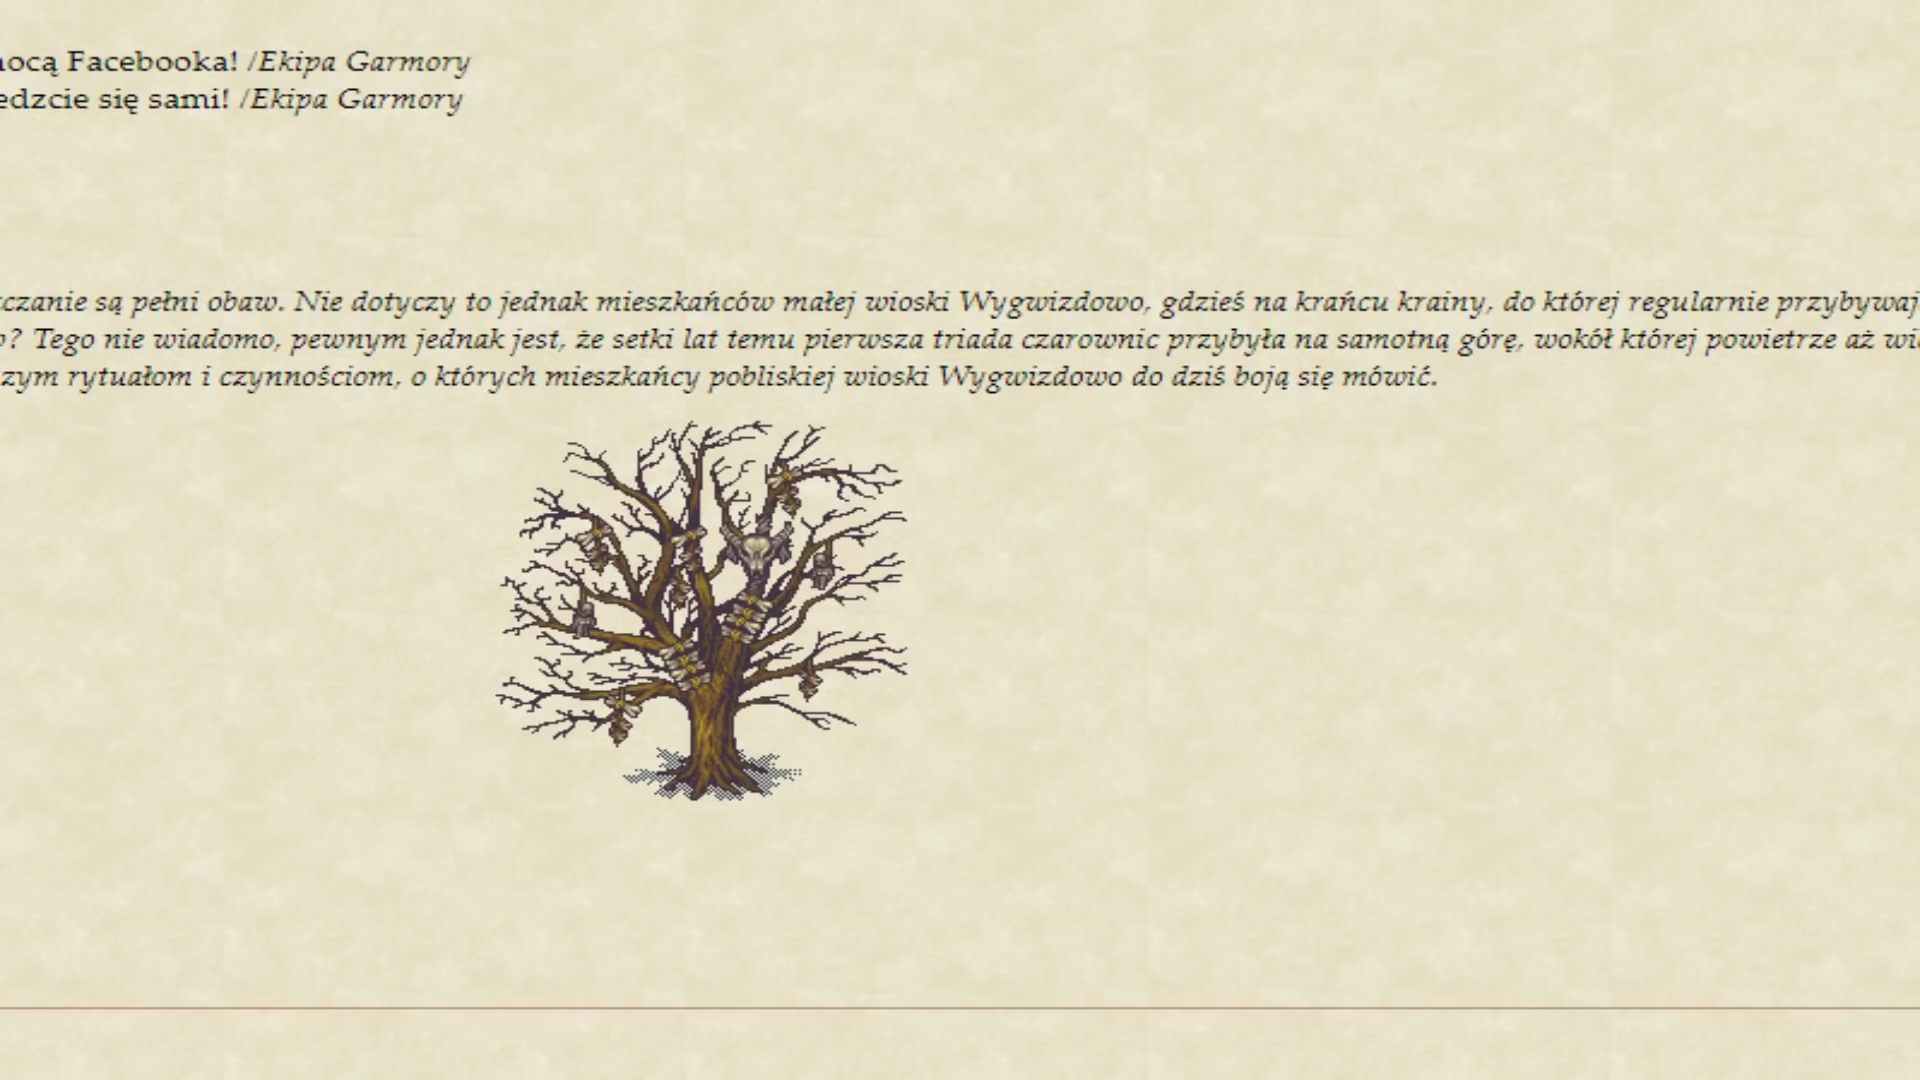 ocą Facebooka! /Ekipa Garmory
edzcie się sami! /Ekipa Garmory
czanie są pełni obaw. Nie dotyczy to jednak mieszkańców małej wioski Wygwizdowo, gdzieś na krańcu krainy, do której regularnie przybywaj
? Tego nie wiadomo, pewnym jednak jest, że setki lat temu pierwsza triada czarownic przybyła na samotną górę, wokół której powietrze aż wi
zym rytuałom i czynnościom, o których mieszkańcy pobliskiej wioski Wygwizdowo do dziś boją się mówić.